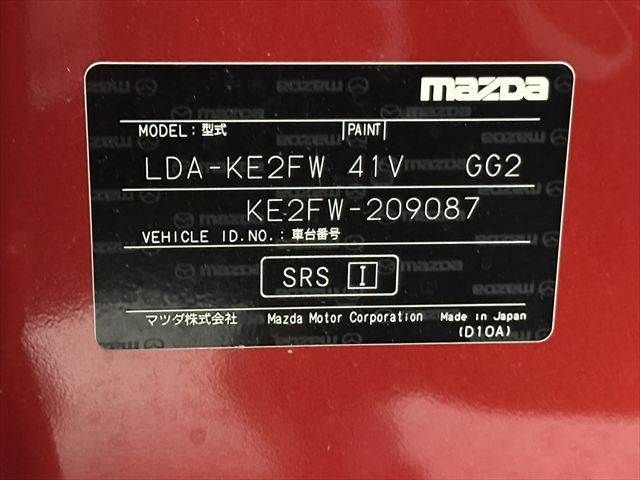 mazda
MODEL：型式 PAINT
LDA-KE2FW 41V GG2
KE2FW-209087
VEHICLE ID.NO.：車台番号
SRS I
マツダ株式会社 Mazda Motor Corporation Made in Japan
(D10A)